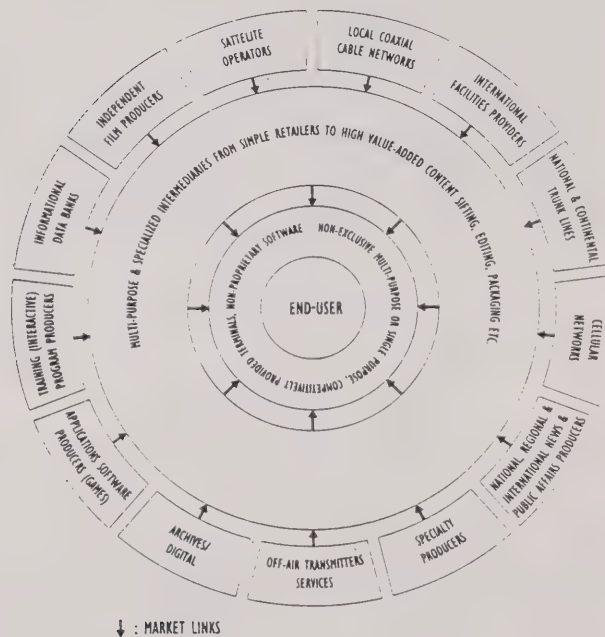 SATTELITE
OPERATORS
LOCAL COAXIAL
CABLE NETWORKS
INTERNATIONAL
FACILITIES PROVIDERS
NATIONAL & CONTINENTAL
TRUNK LINES
CELLULAR
NETWORKS
NATIONAL REGIONAL &
INTERNATIONAL NEWS &
PUBLIC AFFAIRS PRODUCERS
SPECIALTY
PRODUCERS
OFF-AIR TRANSMITTERS
SERVICES
ARCHIVES/
DIGITAL
APPLICATIONS SOFTWARE
PRODUCERS (GAMES)
TRAINING (INTERACTIVE)
PROGRAM PRODUCERS
INFORMATIONAL
DATA BANKS
INDEPENDENT
FILM PRODUCERS
MULTI-PURPOSE & SPECIALIZED INTERMEDIARIES FROM SIMPLE RETAILERS TO HIGH VALUE-ADDED CONTENT SIFTING, EDITING, PACKAGING ETC
NON-EXCLUSIVE MULTI-PURPOSE OR SINGLE PURPOSE, COMPETITIVELT PROVIDED TERMINALS, NON-PROPRIETARY SOFTWARE
END-USER
: MARKET LINKS